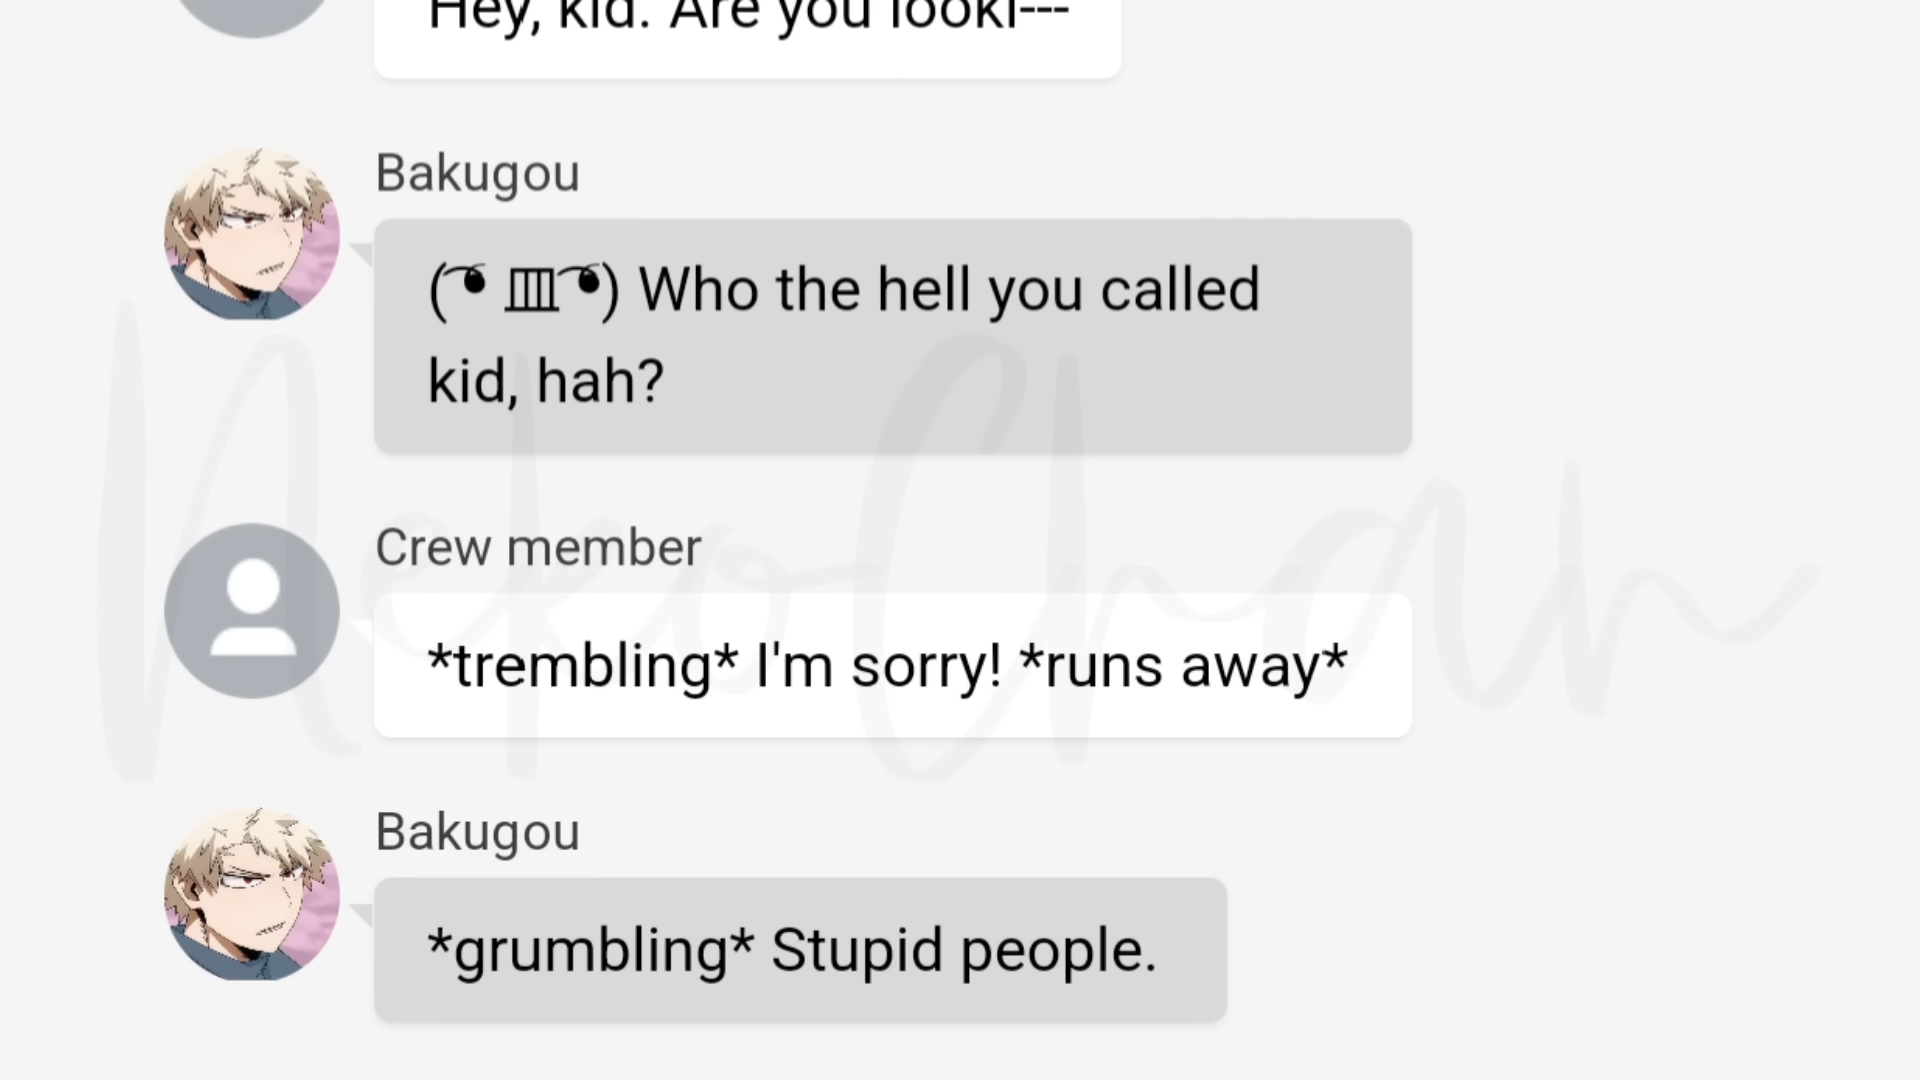 Hey, kid. Are you looki---
Bakugou
( ͡° ᥥ ͡°) Who the hell you called
kid, hah?
Crew member
*trembling* I'm sorry! *runs away*
Bakugou
*grumbling* Stupid people.
NekoChan